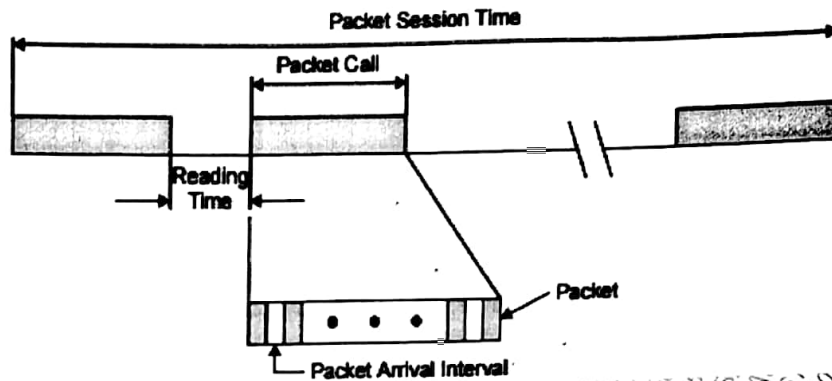 Packet Session Time
Packet Call
Reading
Time
Packet
Packet Arrival Interval